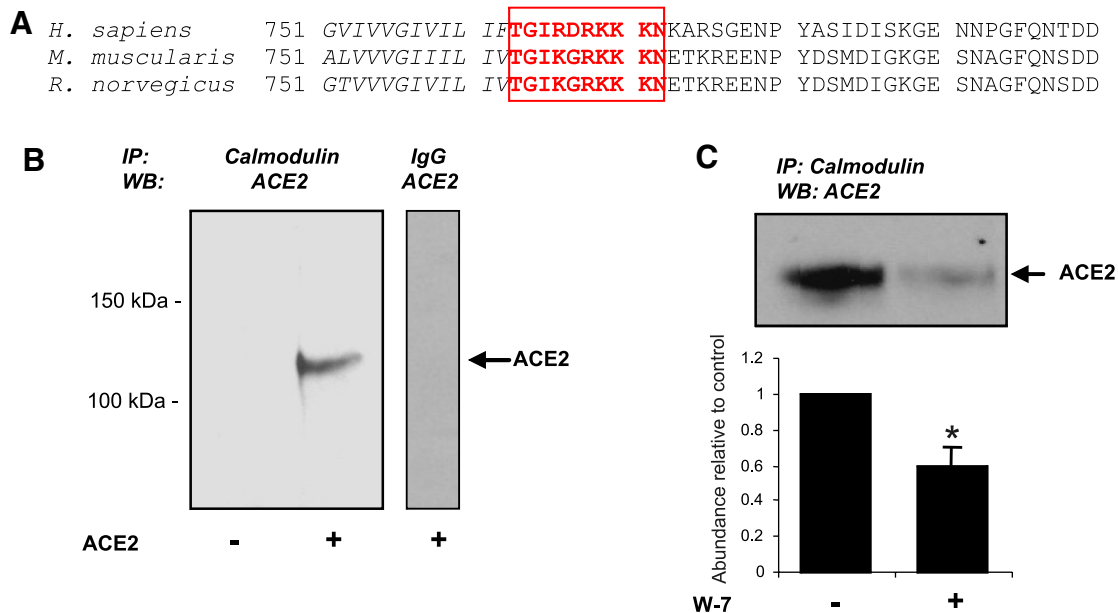 A
H. sapiens 751 GVIVVGIVIL IFTGIRDRKK KNKARSGENP YASIDISKGE NNPGFQNTDD
M. muscularis 751 ALVVVGIIIL IVTGIKGRKK KNETKREENP YDSMDIGKGE SNAGFQNSDD
R. norvegicus 751 GTVVVGIVIL IVTGIKGRKK KNETKREENP YDSMDIGKGE SNAGFQNSDD
B
IP: Calmodulin IgG
WB: ACE2 ACE2
150 kDa -
100 kDa -
ACE2
ACE2 - + +
C
IP: Calmodulin
WB: ACE2
ACE2
Abundance relative to control
1.2
1
0.8
0.6
0.4
0.2
0
*
W-7 - +